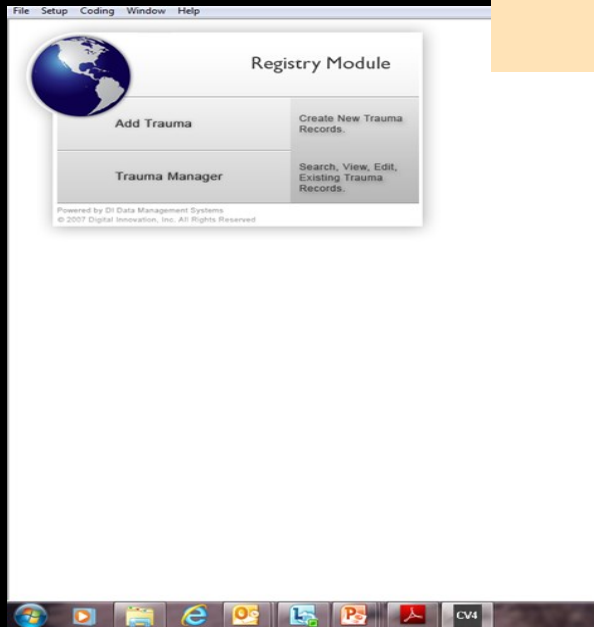 File Setup Coding Window Help
Registry Module
Add Trauma
Create New Trauma
Records.
Trauma Manager
Search, View, Edit,
Existing Trauma
Records.
Powered by DI Data Management Systems
© 2007 Digital Innovation, Inc. All Rights Reserved
CV4